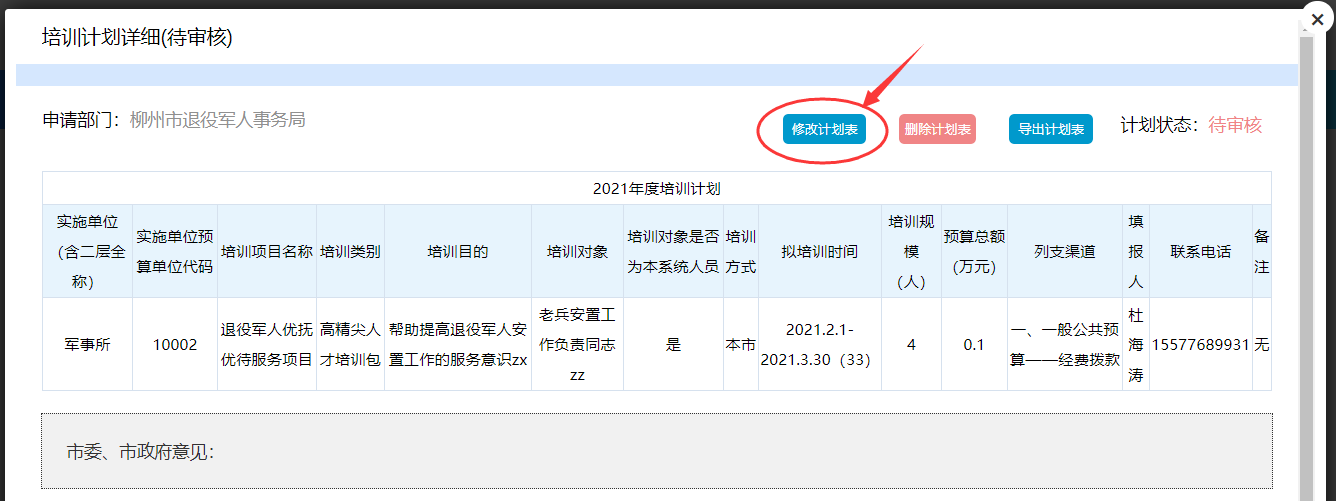 培训计划详细(待审核)
申请部门：柳州市退役军人事务局
修改计划表
删除计划表
导出计划表
计划状态：待审核
2021年度培训计划
实施单位
（含二层全
称）
实施单位预
算单位代码
培训项目名称
培训类别
培训目的
培训对象
培训对象是否
为本系统人员
培训
方式
拟培训时间
培训规
模
（人）
预算总额
(万元)
列支渠道
填
报
人
联系电话
备
注
军事所
10002
退役军人优抚
优待服务项目
高精尖人
才培训包
帮助提高退役军人安
置工作的服务意识zx
老兵安置工
作负责同志
zz
是
本市
2021.2.1-
2021.3.30（33）
4
0.1
一、一般公共预
算——经费拨款
杜
海
涛
15577689931
无
市委、市政府意见：